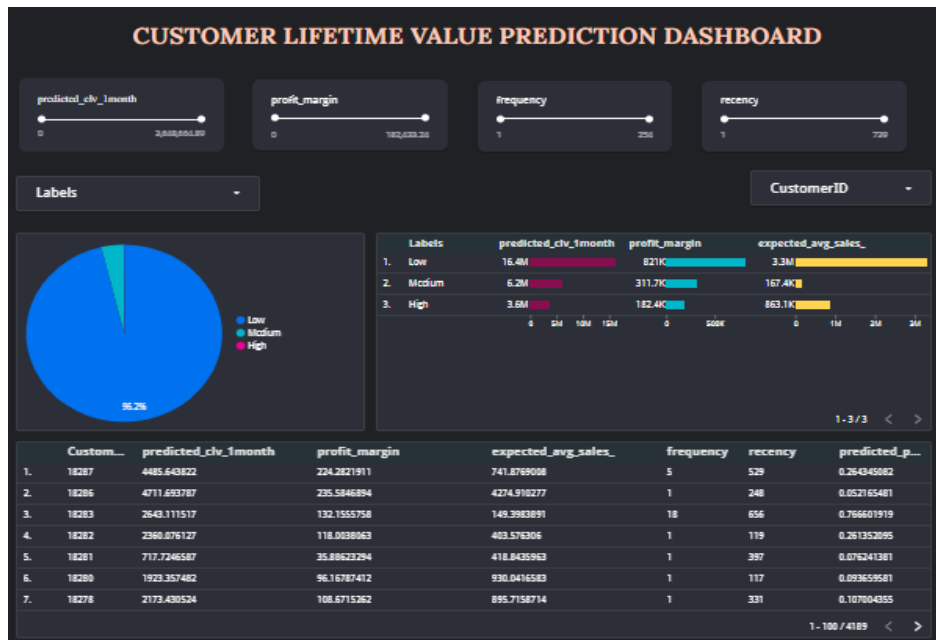 CUSTOMER LIFETIME VALUE PREDICTION DASHBOARD
predicted_clv_1month profit_margin frequency recency
0 0 182,433.24 1 254 1 729
Labels CustomerID
Low
Medium
High
96.2%
Labels predicted_clv_1month profit_margin expected_avg_sales_
1. Low 16.4M 821K 3.3M
2. Medium 6.2M 311.7K 167.4K
3. High 3.6M 182.4K 863.1K
0 5M 10M 15M 0 500K 0 1M 2M 3M
1-3/3
Custom... predicted_clv_1month profit_margin expected_avg_sales_ frequency recency predicted_p...
1. 18287 4485.643822 224.2821911 741.8769008 5 529 0.264345082
2. 18286 4711.693787 235.5846894 4274.910277 1 248 0.052165481
3. 18283 2643.111517 132.1555758 149.3983891 18 656 0.766601919
4. 18282 2360.076127 118.0038063 403.576306 1 119 0.261352095
5. 18281 717.7246587 35.88623294 418.8435963 1 397 0.076241381
6. 18280 1923.357482 96.16787412 930.0416583 1 117 0.093659581
7. 18278 2173.430524 108.6715262 895.7158714 1 331 0.107004355
1 - 100 / 4189